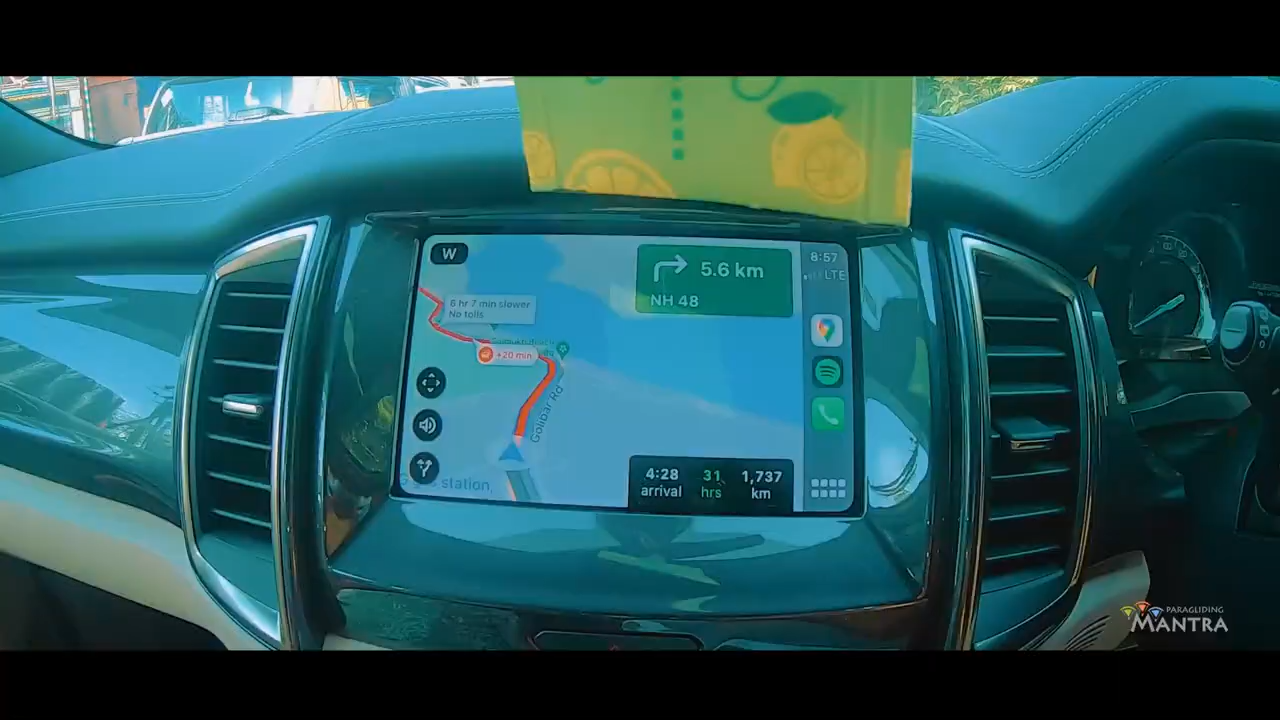 W
5.6 km
NH 48
8:57
LTE
6 hr 7 min slower
No tolls
+20 min
Golibar Rd
station,
4:28
arrival
31
hrs
1,737
km
PARAGLIDING
MANTRA